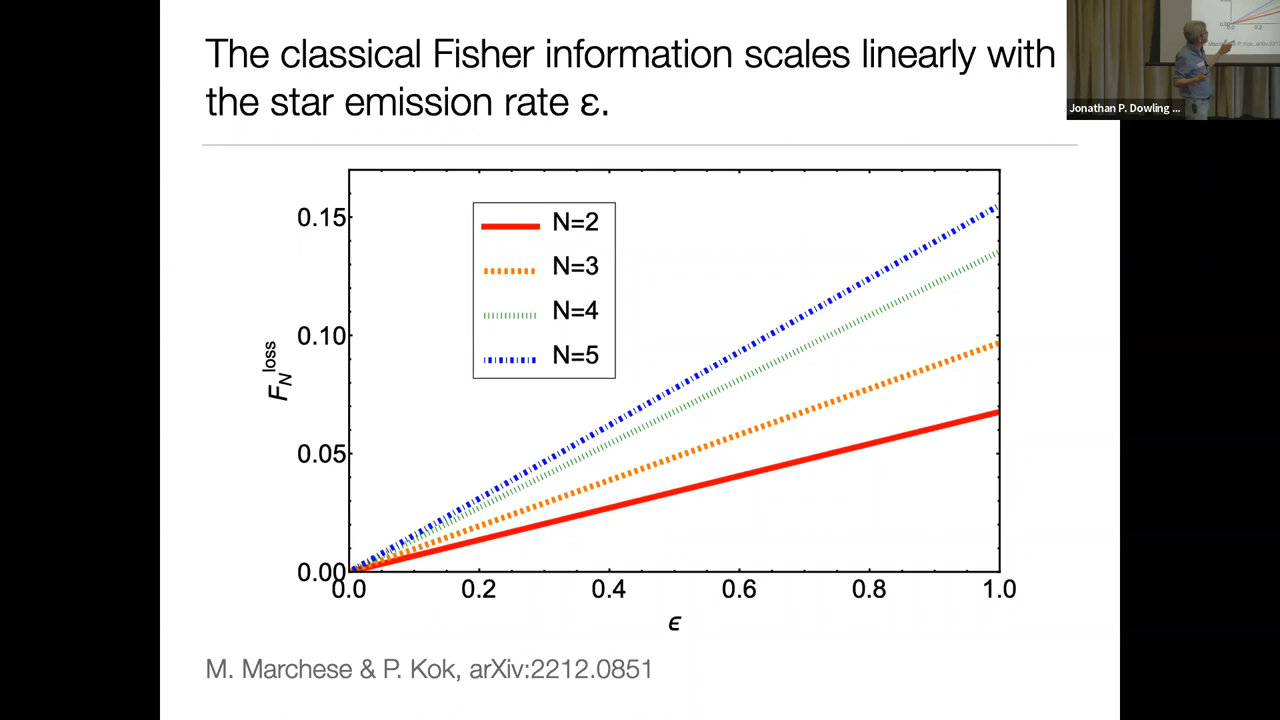 The classical Fisher information scales linearly with
the star emission rate ε.
Jonathan P. Dowling ...
N=2
N=3
N=4
N=5
0.15
0.10
0.05
0.00
F_N^loss
0.0 0.2 0.4 0.6 0.8 1.0
ϵ
M. Marchese & P. Kok, arXiv:2212.0851